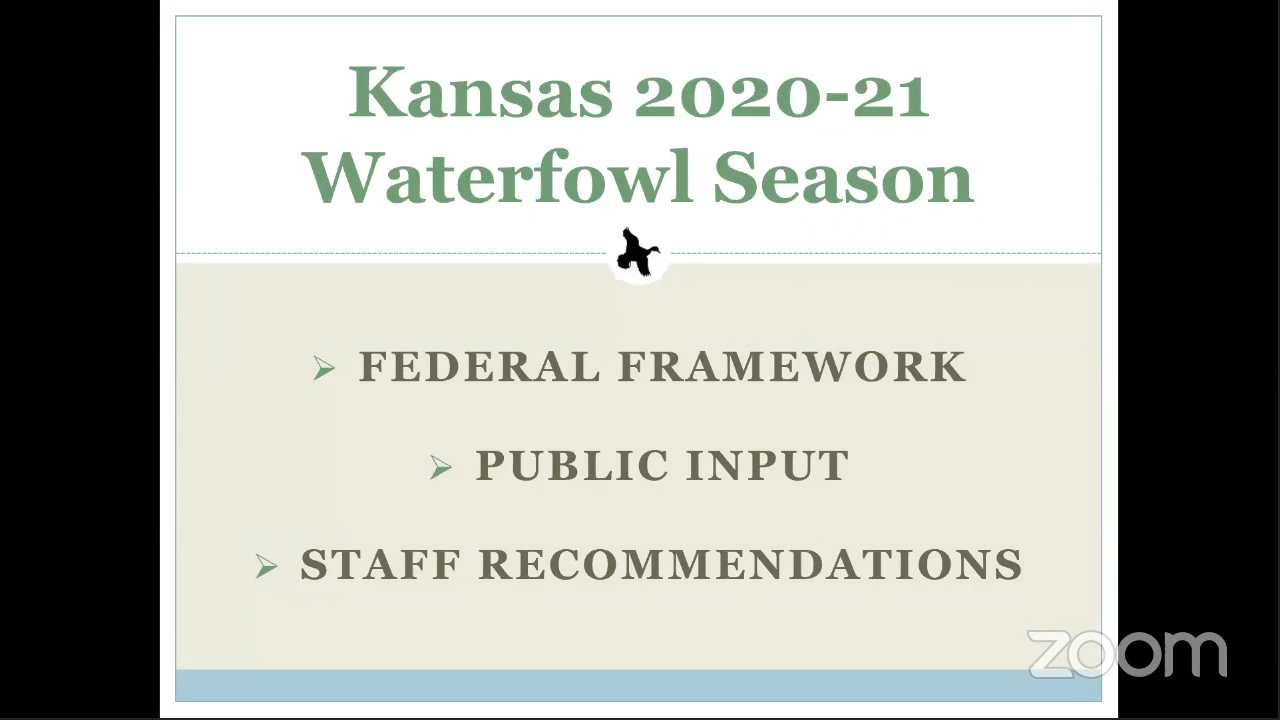 Kansas 2020-21
Waterfowl Season
➢ FEDERAL FRAMEWORK
➢ PUBLIC INPUT
➢ STAFF RECOMMENDATIONS
zoom